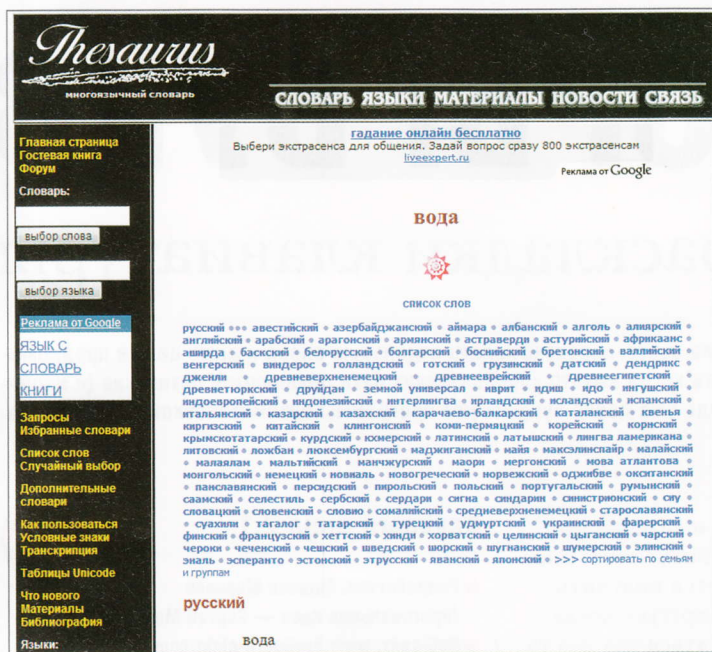 Thesaurus
многоязычный словарь
СЛОВАРЬ ЯЗЫКИ МАТЕРИАЛЫ НОВОСТИ СВЯЗЬ
Главная страница
Гостевая книга
Форум
Словарь:
выбор слова
выбор языка
Реклама от Google
ЯЗЫК С
СЛОВАРЬ
КНИГИ
Запросы
Избранные словари
Список слов
Случайный выбор
Дополнительные
словари
Как пользоваться
Условные знаки
Транскрипция
Таблицы Unicode
Что нового
Материалы
Библиография
Языки:
гадание онлайн бесплатно
Выбери экстрасенса для общения. Задай вопрос сразу 800 экстрасенсам
liveexpert.ru
Реклама от Google
вода
список слов
русский ••• авестийский • азербайджанский • аймара • албанский • алголь • алиярский •
английский • арабский • арагонский • армянский • астраверди • астурийский • африкаанс •
аширда • баскский • белорусский • болгарский • боснийский • бретонский • валлийский •
венгерский • виндерос • голландский • готский • грузинский • датский • дендрикс •
дженли • древневерхненемецкий • древнееврейский • древнеегипетский •
древнетюркский • друйдан • земной универсал • иврит • идиш • идо • ингушский •
индоевропейский • индонезийский • интерлингва • ирландский • исландский • испанский •
итальянский • казарский • казахский • карачаево-балкарский • каталанский • квенья •
киргизский • китайский • клингонский • коми-пермяцкий • корейский • корнский •
крымскотатарский • курдский • кхмерский • латинский • латышский • лингва ламерикана •
литовский • ложбан • люксембургский • маджиганский • майя • максэлинспайр • малайский
• малаялам • мальтийский • манчжурский • маори • мергонский • мова атлантова •
монгольский • немецкий • новиаль • новогреческий • норвежский • оджибве • окситанский
• панславянский • персидский • пирольский • польский • португальский • румынский •
саамский • селестиль • сербский • сердари • сигна • синдарин • синистрионский • сиу •
словацкий • словенский • словио • сомалийский • средневерхненемецкий • старославянский
• суахили • тагалог • татарский • турецкий • удмуртский • украинский • фарерский •
финский • французский • хеттский • хинди • хорватский • целинский • цыганский • чарский •
чероки • чеченский • чешский • шведский • шорский • шугнанский • шумерский • элинский •
эналь • эсперанто • эстонский • этрусский • яванский • японский • >>> сортировать по семьям
и группам
русский
вода